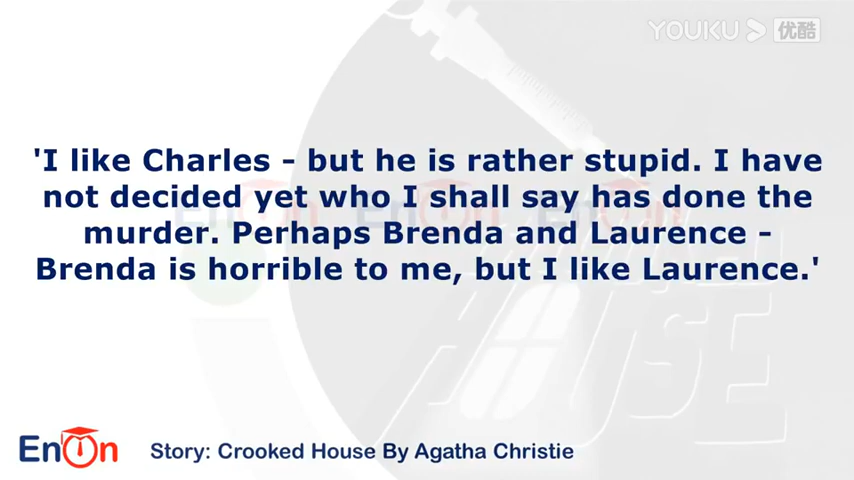 YOUKU 优酷
'I like Charles - but he is rather stupid. I have
not decided yet who I shall say has done the
murder. Perhaps Brenda and Laurence -
Brenda is horrible to me, but I like Laurence.'
HOUSE
EnOn
Story: Crooked House By Agatha Christie